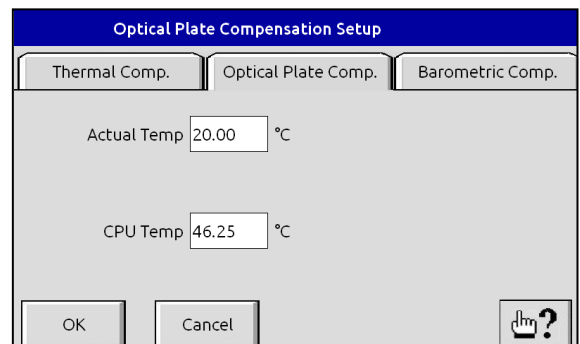 Optical Plate Compensation Setup
Thermal Comp. Optical Plate Comp. Barometric Comp.
Actual Temp 20.00 °C
CPU Temp 46.25 °C
OK Cancel ?